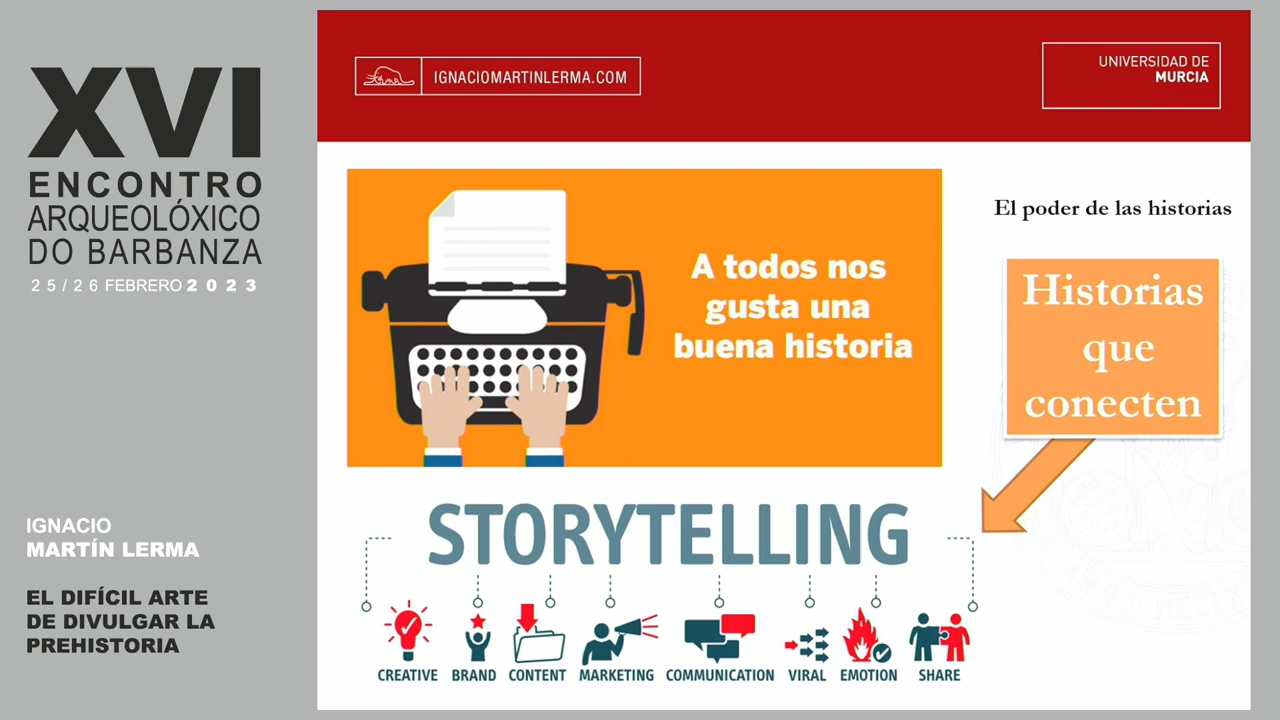 XVI
ENCONTRO
ARQUEOLÓXICO
DO BARBANZA
25/26 FEBRERO 2023
IGNACIO
MARTÍN LERMA
EL DIFÍCIL ARTE
DE DIVULGAR LA
PREHISTORIA
IGNACIOMARTINLERMA.COM
UNIVERSIDAD DE
MURCIA
A todos nos
gusta una
buena historia
El poder de las historias
Historias
que
conecten
STORYTELLING
CREATIVE
BRAND
CONTENT
MARKETING
COMMUNICATION
VIRAL
EMOTION
SHARE